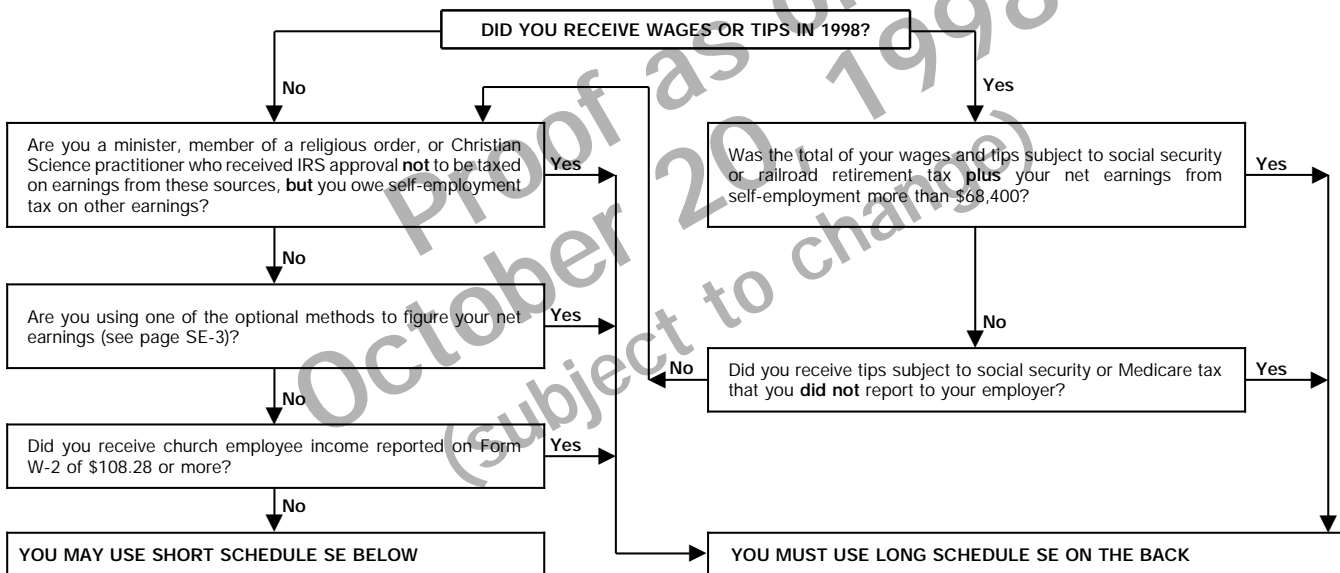 DID YOU RECEIVE WAGES OR TIPS IN 1998?
No
Yes
Are you a minister, member of a religious order, or Christian
Science practitioner who received IRS approval not to be taxed
on earnings from these sources, but you owe self-employment
tax on other earnings?
Yes
Was the total of your wages and tips subject to social security
or railroad retirement tax plus your net earnings from
self-employment more than $68,400?
Yes
No
Are you using one of the optional methods to figure your net
earnings (see page SE-3)?
Yes
No
No
Did you receive tips subject to social security or Medicare tax
that you did not report to your employer?
Yes
No
Did you receive church employee income reported on Form
W-2 of $108.28 or more?
Yes
No
YOU MAY USE SHORT SCHEDULE SE BELOW
YOU MUST USE LONG SCHEDULE SE ON THE BACK
Proof as of
October 20, 1998
(subject to change)